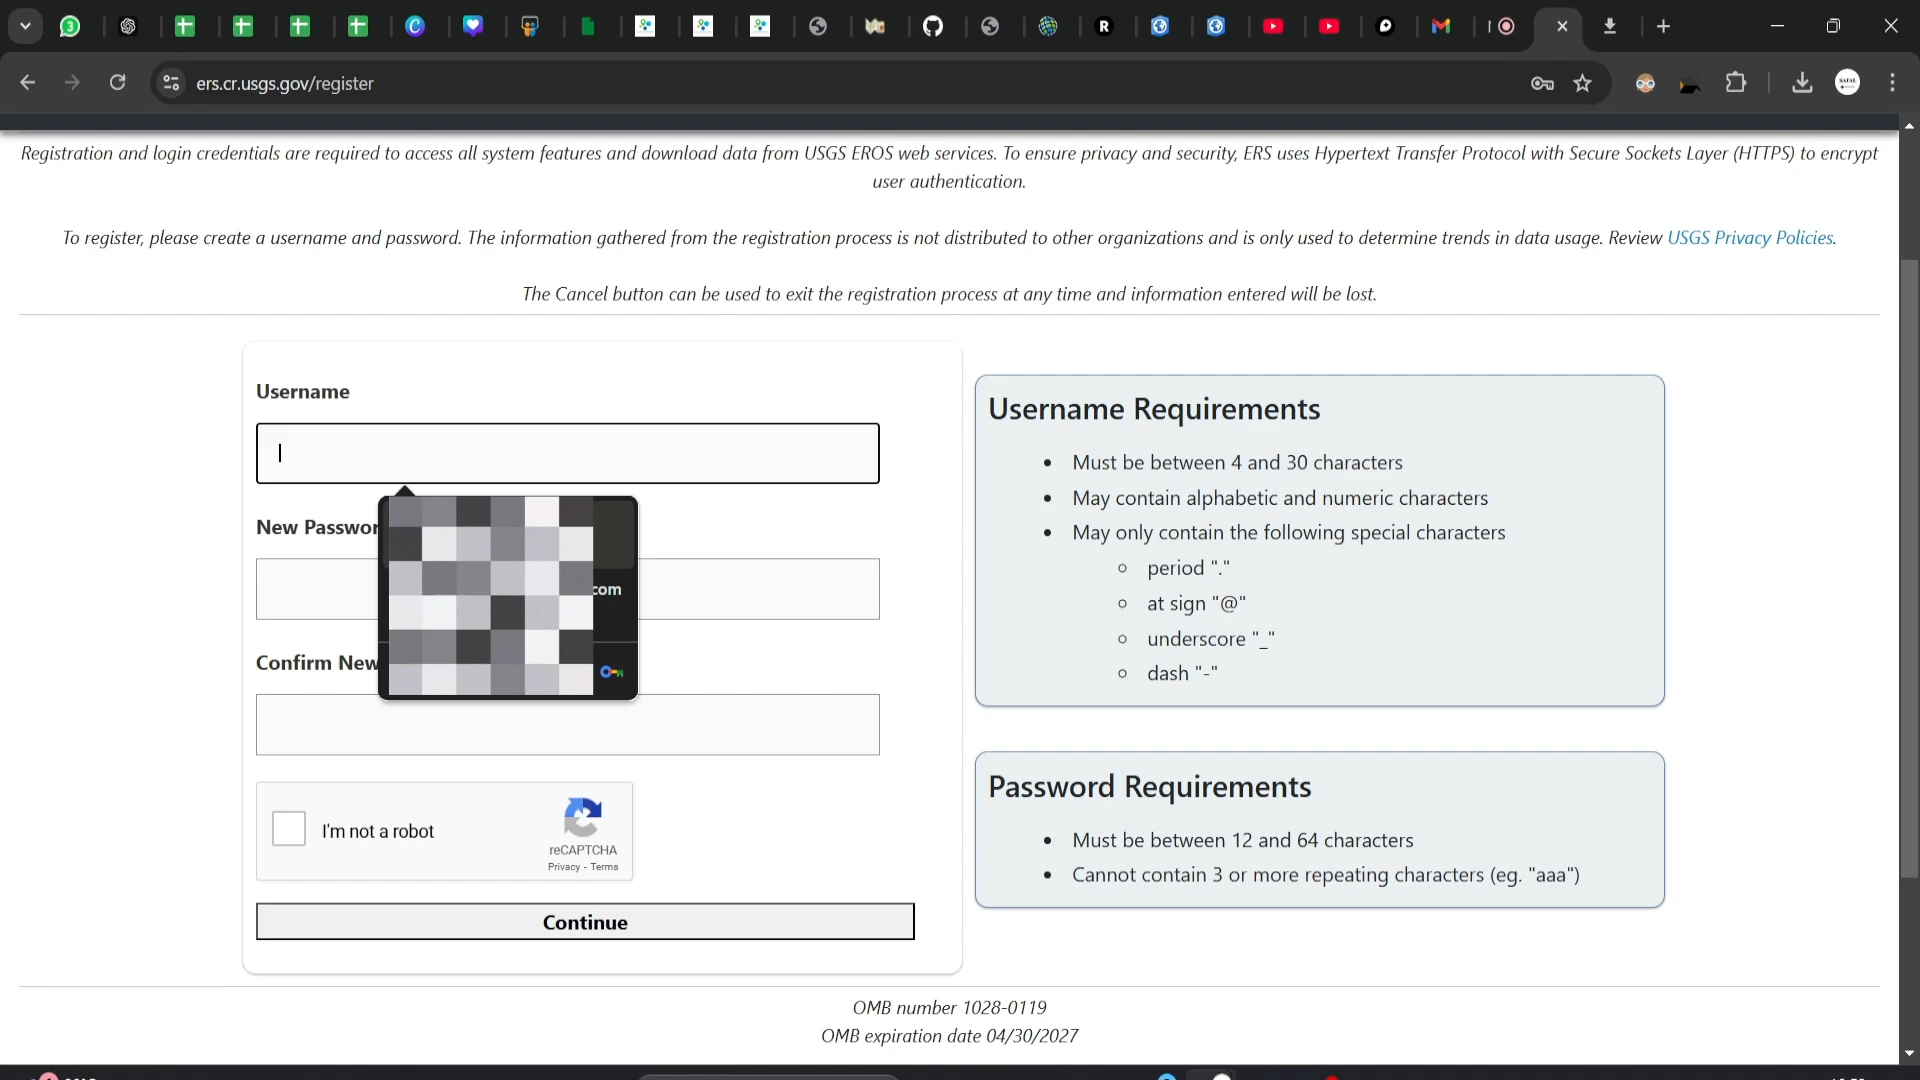 ers.cr.usgs.gov/register
Registration and login credentials are required to access all system features and download data from USGS EROS web services. To ensure privacy and security, ERS uses Hypertext Transfer Protocol with Secure Sockets Layer (HTTPS) to encrypt
user authentication.
To register, please create a username and password. The information gathered from the registration process is not distributed to other organizations and is only used to determine trends in data usage. Review USGS Privacy Policies.
The Cancel button can be used to exit the registration process at any time and information entered will be lost.
Username
New Passwor
com
Confirm New
I'm not a robot
reCAPTCHA
Privacy - Terms
Continue
Username Requirements
• Must be between 4 and 30 characters
• May contain alphabetic and numeric characters
• May only contain the following special characters
○ period "."
○ at sign "@"
○ underscore "_"
○ dash "-"
Password Requirements
• Must be between 12 and 64 characters
• Cannot contain 3 or more repeating characters (eg. "aaa")
OMB number 1028-0119
OMB expiration date 04/30/2027